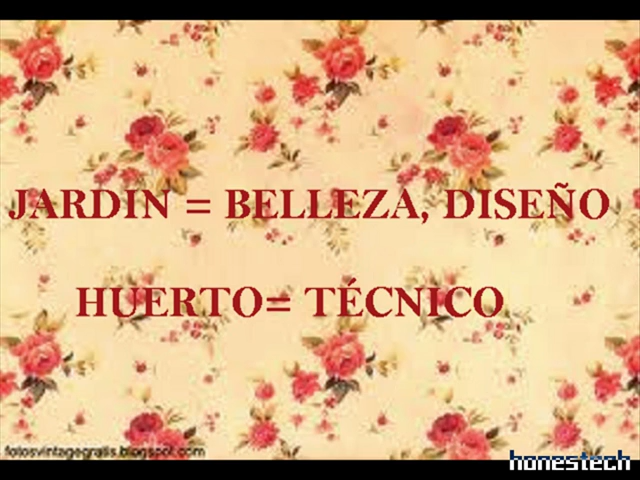 JARDIN = BELLEZA, DISEÑO
HUERTO= TÉCNICO
fotosvintagegratis.blogspot.com
honestech